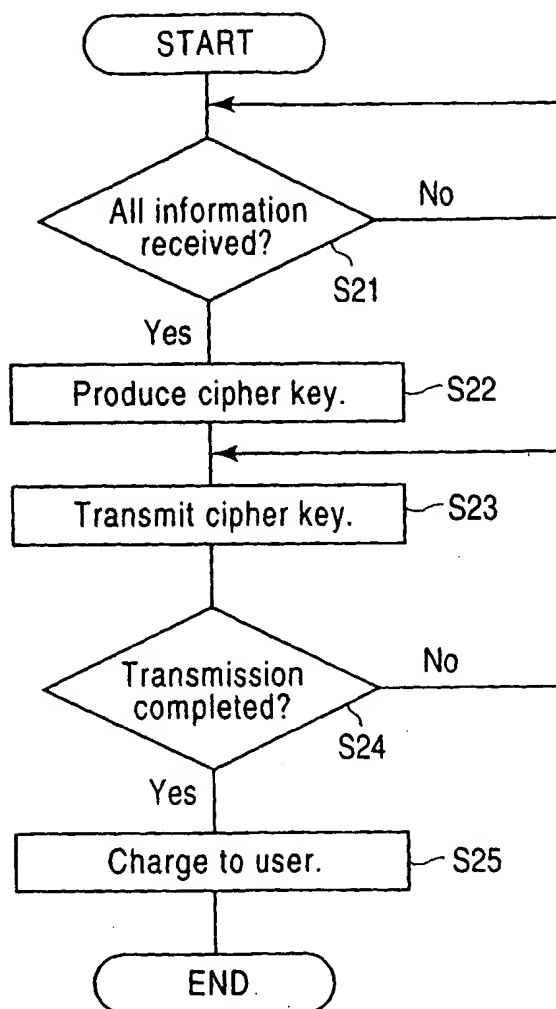 START
All information
received?
No
S21
Yes
Produce cipher key.
S22
Transmit cipher key.
S23
Transmission
completed?
No
S24
Yes
Charge to user.
S25
END